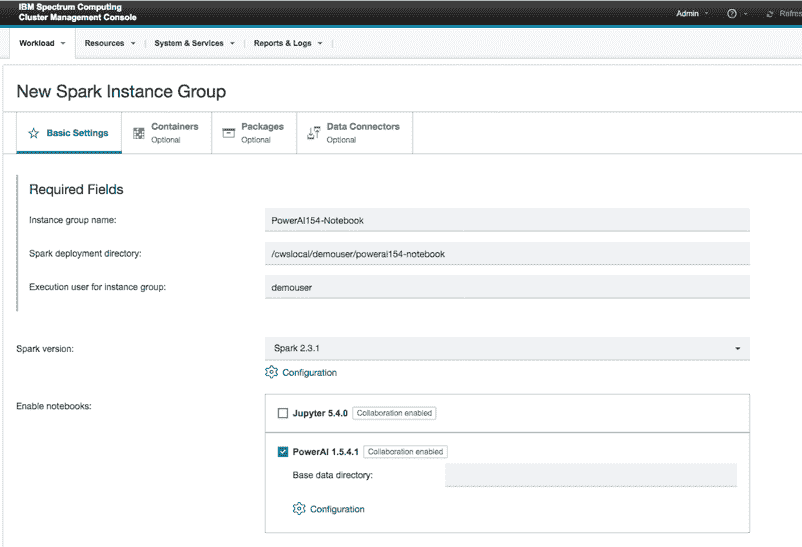 IBM Spectrum Computing
Cluster Management Console
Admin
Workload Resources System & Services Reports & Logs
New Spark Instance Group
Basic Settings
Containers
Optional
Packages
Optional
Data Connectors
Optional
Required Fields
Instance group name: PowerAI154-Notebook
Spark deployment directory: /cwslocal/demouser/powerai154-notebook
Execution user for instance group: demouser
Spark version: Spark 2.3.1
Configuration
Enable notebooks:
Jupyter 5.4.0 Collaboration enabled
PowerAI 1.5.4.1 Collaboration enabled
Base data directory:
Configuration